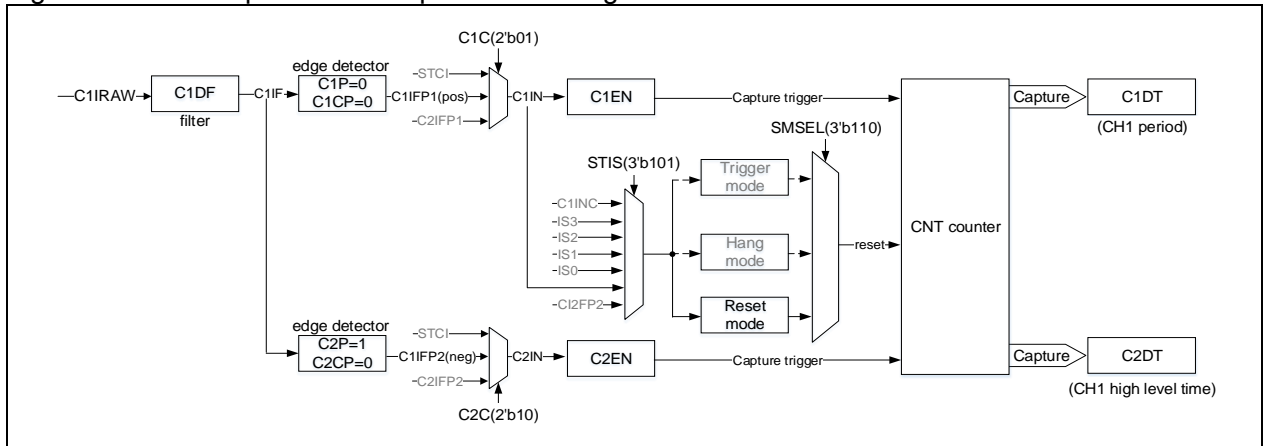 C1C(2'b01)
edge detector
STCI
C1IRAW
C1DF
C1IF
C1P=0
C1CP=0
C1IFP1(pos)
C1IN
C1EN
Capture trigger
Capture
C1DT
filter
C2IFP1
(CH1 period)
SMSEL(3'b110)
STIS(3'b101)
Trigger
mode
C1INC
IS3
IS2
IS1
IS0
CI2FP2
Hang
mode
reset
CNT counter
Reset
mode
edge detector
STCI
C2P=1
C2CP=0
C1IFP2(neg)
C2IN
C2EN
Capture trigger
Capture
C2DT
C2IFP2
(CH1 high level time)
C2C(2'b10)